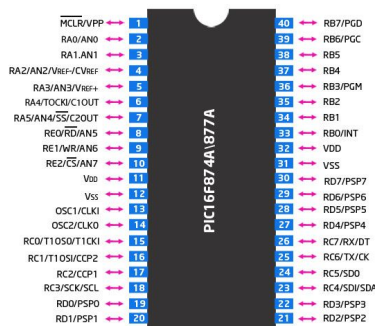 MCLR/VPP 1
RA0/AN0 2
RA1.AN1 3
RA2/AN2/VREF-/CVREF 4
RA3/AN3/VREF+ 5
RA4/TOCKI/C1OUT 6
RA5/AN4/SS/C2OUT 7
RE0/RD/AN5 8
RE1/WR/AN6 9
RE2/CS/AN7 10
VDD 11
VSS 12
OSC1/CLKI 13
OSC2/CLK0 14
RC0/T1OS0/T1CKI 15
RC1/T1OSI/CCP2 16
RC2/CCP1 17
RC3/SCK/SCL 18
RD0/PSP0 19
RD1/PSP1 20
PIC16F874A\877A
40 RB7/PGD
39 RB6/PGC
38 RB5
37 RB4
36 RB3/PGM
35 RB2
34 RB1
33 RB0/INT
32 VDD
31 VSS
30 RD7/PSP7
29 RD6/PSP6
28 RD5/PSP5
27 RD4/PSP4
26 RC7/RX/DT
25 RC6/TX/CK
24 RC5/SD0
23 RC4/SDI/SDA
22 RD3/PSP3
21 RD2/PSP2